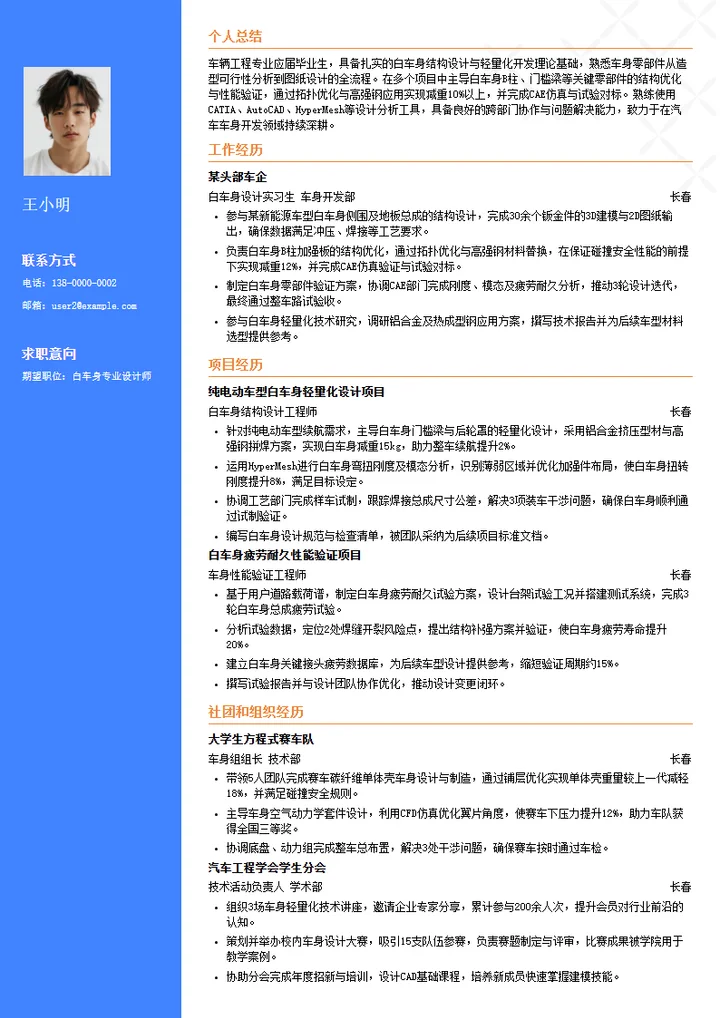 王小明
联系方式
电话：138-0000-0002
邮箱：user2@example.com
求职意向
期望职位：白车身专业设计师
个人总结
车辆工程专业应届毕业生，具备扎实的白车身结构设计与轻量化开发理论基础，熟悉车身零部件从造
型可行性分析到图纸设计的全流程。在多个项目中主导白车身B柱、门槛梁等关键零部件的结构优化
与性能验证，通过拓扑优化与高强钢应用实现减重10%以上，并完成CAE仿真与试验对标。熟练使用
CATIA、AutoCAD、HyperMesh等设计分析工具，具备良好的跨部门协作与问题解决能力，致力于在汽
车车身开发领域持续深耕。
工作经历
某头部车企
白车身设计实习生 车身开发部 长春
• 参与某新能源车型白车身侧围及地板总成的结构设计，完成30余个钣金件的3D建模与2D图纸输
出，确保数据满足冲压、焊接等工艺要求。
• 负责白车身B柱加强板的结构优化，通过拓扑优化与高强钢材料替换，在保证碰撞安全性能的前提
下实现减重12%，并完成CAE仿真验证与试验对标。
• 制定白车身零部件验证方案，协调CAE部门完成刚度、模态及疲劳耐久分析，推动3轮设计迭代，
最终通过整车路试验收。
• 参与白车身轻量化技术研究，调研铝合金及热成型钢应用方案，撰写技术报告并为后续车型材料
选型提供参考。
项目经历
纯电动车型白车身轻量化设计项目
白车身结构设计工程师 长春
• 针对纯电动车型续航需求，主导白车身门槛梁与后轮罩的轻量化设计，采用铝合金挤压型材与高
强钢拼焊方案，实现白车身减重15kg，助力整车续航提升2%。
• 运用HyperMesh进行白车身弯扭刚度及模态分析，识别薄弱区域并优化加强件布局，使白车身扭转
刚度提升8%，满足目标设定。
• 协调工艺部门完成样车试制，跟踪焊接总成尺寸公差，解决3项装车干涉问题，确保白车身顺利通
过试制验证。
• 编写白车身设计规范与检查清单，被团队采纳为后续项目标准文档。
白车身疲劳耐久性能验证项目
车身性能验证工程师 长春
• 基于用户道路载荷谱，制定白车身疲劳耐久试验方案，设计台架试验工况并搭建测试系统，完成3
轮白车身总成疲劳试验。
• 分析试验数据，定位2处焊缝开裂风险点，提出结构补强方案并验证，使白车身疲劳寿命提升
20%。
• 建立白车身关键接头疲劳数据库，为后续车型设计提供参考，缩短验证周期约15%。
• 撰写试验报告并与设计团队协作优化，推动设计变更闭环。
社团和组织经历
大学生方程式赛车队
车身组组长 技术部 长春
• 带领5人团队完成赛车碳纤维单体壳车身设计与制造，通过铺层优化实现单体壳重量较上一代减轻
18%，并满足碰撞安全规则。
• 主导车身空气动力学套件设计，利用CFD仿真优化翼片角度，使赛车下压力提升12%，助力车队获
得全国三等奖。
• 协调底盘、动力组完成整车总布置，解决3处干涉问题，确保赛车按时通过车检。
汽车工程学会学生分会
技术活动负责人 学术部 长春
• 组织3场车身轻量化技术讲座，邀请企业专家分享，累计参与200余人次，提升会员对行业前沿的
认知。
• 策划并举办校内车身设计大赛，吸引15支队伍参赛，负责赛题制定与评审，比赛成果被学院用于
教学案例。
• 协助分会完成年度招新与培训，设计CAD基础课程，培养新成员快速掌握建模技能。